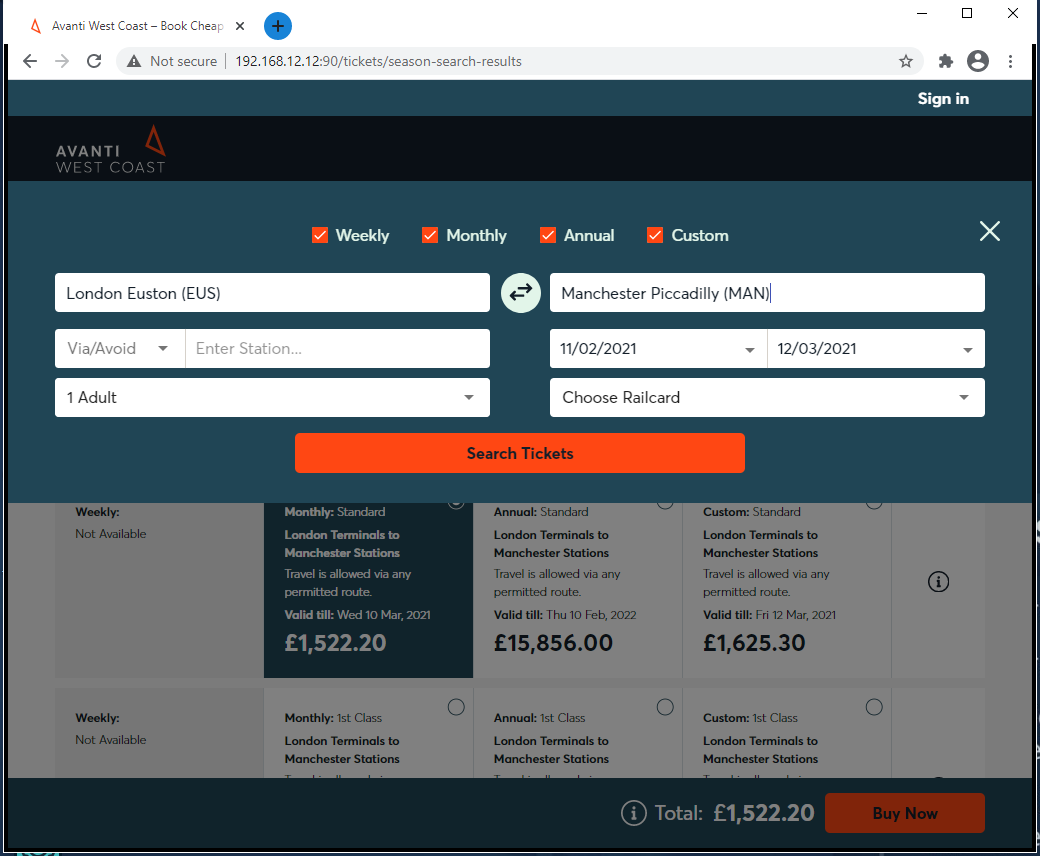 Avanti West Coast – Book Cheap
Not secure 192.168.12.12:90/tickets/season-search-results
Sign in
AVANTI
WEST COAST
Weekly Monthly Annual Custom
London Euston (EUS) Manchester Piccadilly (MAN)
Via/Avoid Enter Station... 11/02/2021 12/03/2021
1 Adult Choose Railcard
Search Tickets
Weekly: Monthly: Standard Annual: Standard Custom: Standard
Not Available London Terminals to London Terminals to London Terminals to
Manchester Stations Manchester Stations Manchester Stations
Travel is allowed via any Travel is allowed via any Travel is allowed via any
permitted route. permitted route. permitted route.
Valid till: Wed 10 Mar, 2021 Valid till: Thu 10 Feb, 2022 Valid till: Fri 12 Mar, 2021
£1,522.20 £15,856.00 £1,625.30
Weekly: Monthly: 1st Class Annual: 1st Class Custom: 1st Class
Not Available London Terminals to London Terminals to London Terminals to
Manchester Stations Manchester Stations Manchester Stations
Total: £1,522.20 Buy Now